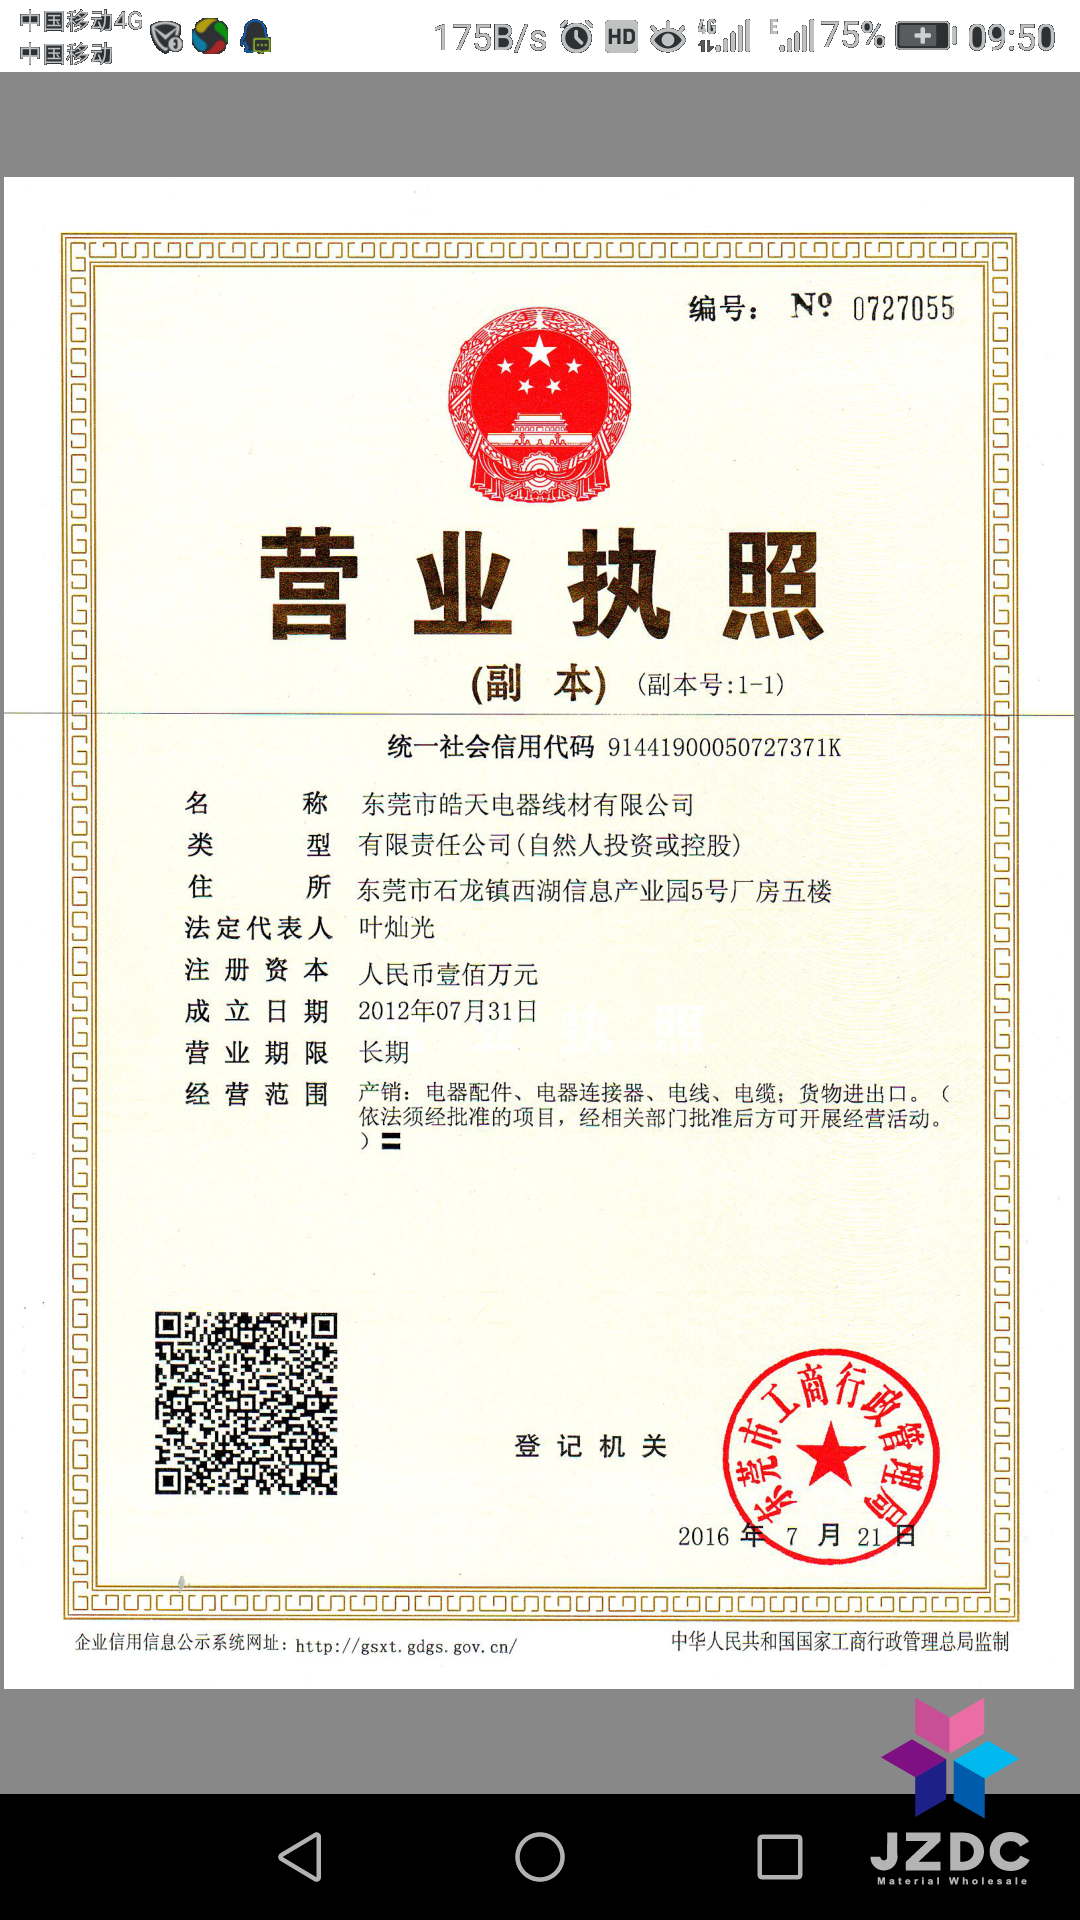 中国移动4G
中国移动
175B/s HD 4G E 75% 09:50
编号： Nº 0727055
营业执照
(副 本) (副本号:1-1)
统一社会信用代码 91441900050727371K
名称 东莞市皓天电器线材有限公司
类型 有限责任公司(自然人投资或控股)
住所 东莞市石龙镇西湖信息产业园5号厂房五楼
法定代表人 叶灿光
注册资本 人民币壹佰万元
成立日期 2012年07月31日
营业期限 长期
经营范围 产销：电器配件、电器连接器、电线、电缆；货物进出口。（
依法须经批准的项目，经相关部门批准后方可开展经营活动。
）〓
登记机关
东莞市工商行政管理局
2016 年 7 月 21 日
企业信用信息公示系统网址：http://gsxt.gdgs.gov.cn/
中华人民共和国国家工商行政管理总局监制
JZDC
Material Wholesale